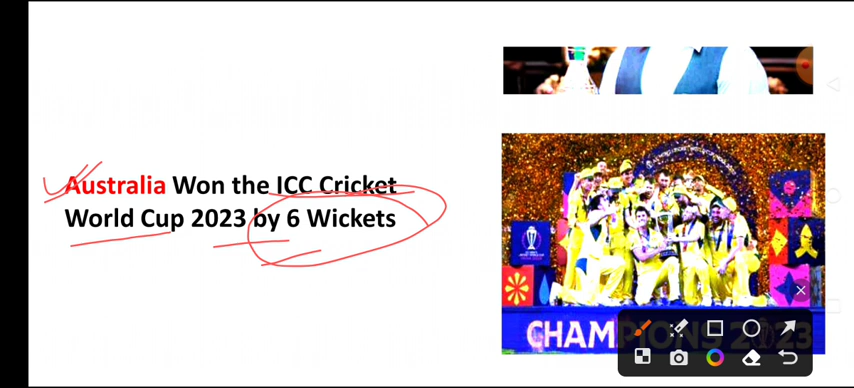 Australia Won the ICC Cricket
World Cup 2023 by 6 Wickets
CHAMPIONS 2023